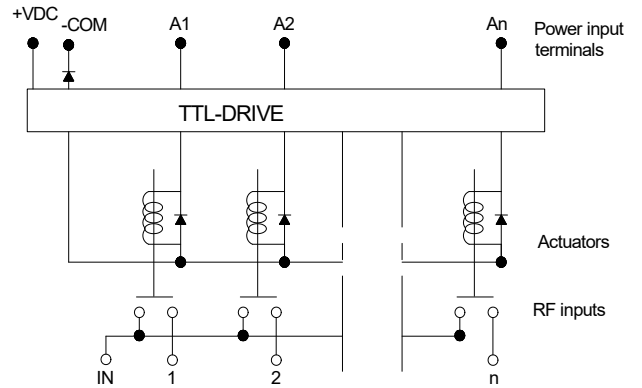 +VDC
-COM
A1
A2
An
Power input
terminals
TTL-DRIVE
Actuators
RF inputs
IN
1
2
n